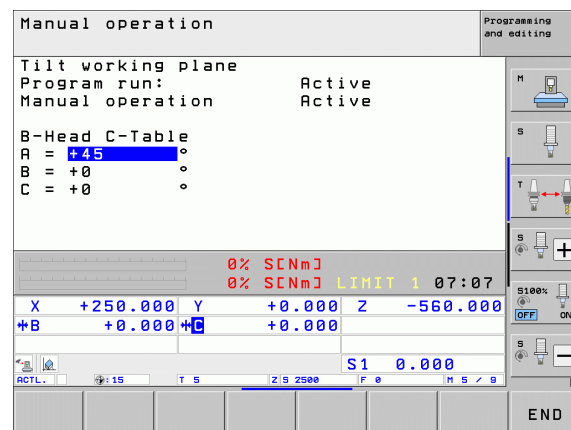 Manual operation
Programming
and editing
Tilt working plane
Program run: Active
Manual operation Active
B-Head C-Table
A = +45 °
B = +0 °
C = +0 °
0% S[Nm]
0% S[Nm] LIMIT 1 07:07
X +250.000 Y +0.000 Z -560.000
B +0.000 C +0.000
S1 0.000
ACTL. : 15 T 5 Z S 2500 F 0 M 5 / 9
M
S
T
S
+
S100%
OFF ON
S
–
END